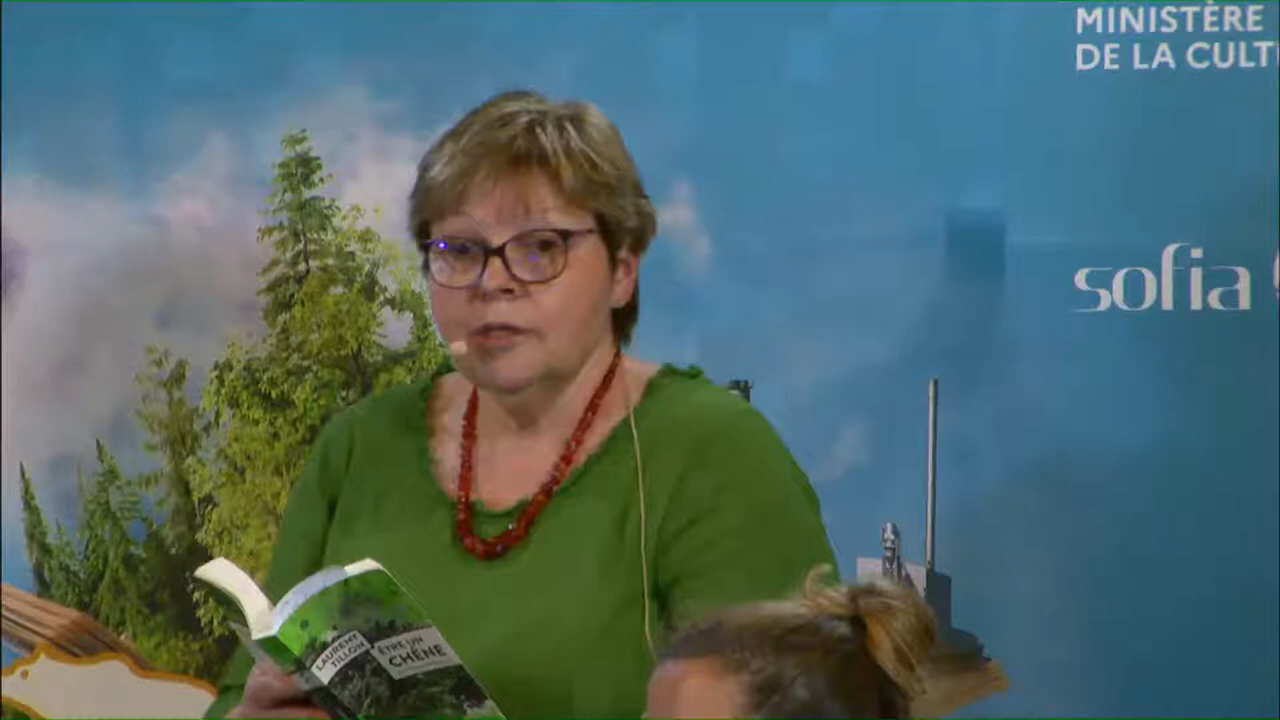 MINISTÈRE
DE LA CULT
sofia
LAURENT
TILLON
ÊTRE UN
CHÊNE